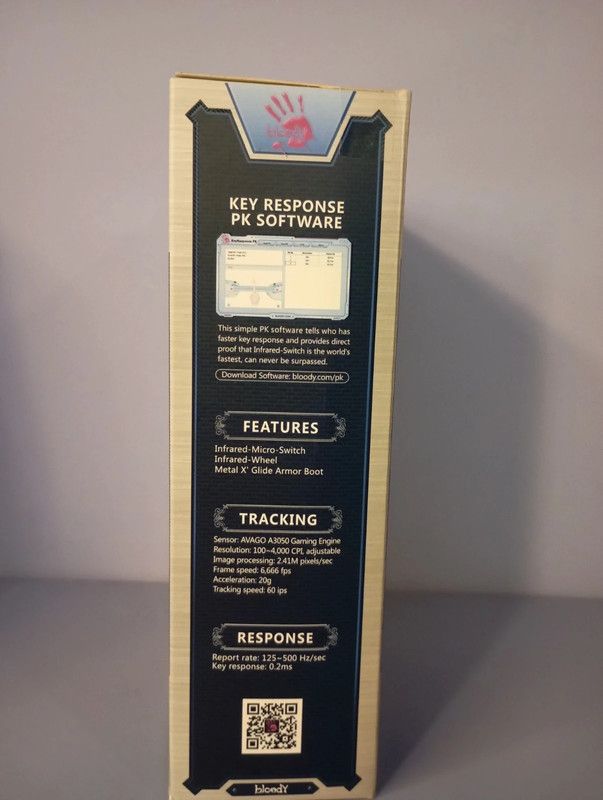 bloody
KEY RESPONSE
PK SOFTWARE
KeyResponse PK
This simple PK software tells who has
faster key response and provides direct
proof that Infrared-Switch is the world's
fastest, can never be surpassed.
Download Software: bloody.com/pk
FEATURES
Infrared-Micro-Switch
Infrared-Wheel
Metal X' Glide Armor Boot
TRACKING
Sensor: AVAGO A3050 Gaming Engine
Resolution: 100~4,000 CPI, adjustable
Image processing: 2.41M pixels/sec
Frame speed: 6,666 fps
Acceleration: 20g
Tracking speed: 60 ips
RESPONSE
Report rate: 125~500 Hz/sec
Key response: 0.2ms
bloody